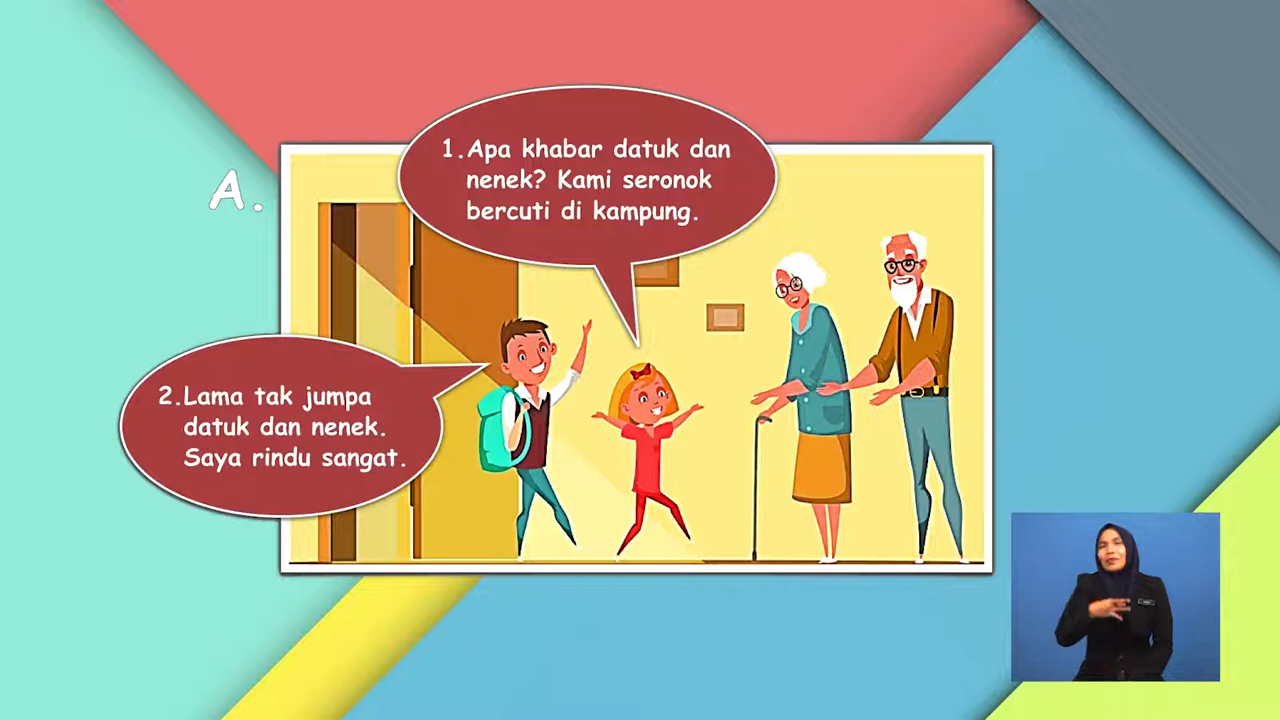 A.
1.Apa khabar datuk dan
nenek? Kami seronok
bercuti di kampung.
2.Lama tak jumpa
datuk dan nenek.
Saya rindu sangat.